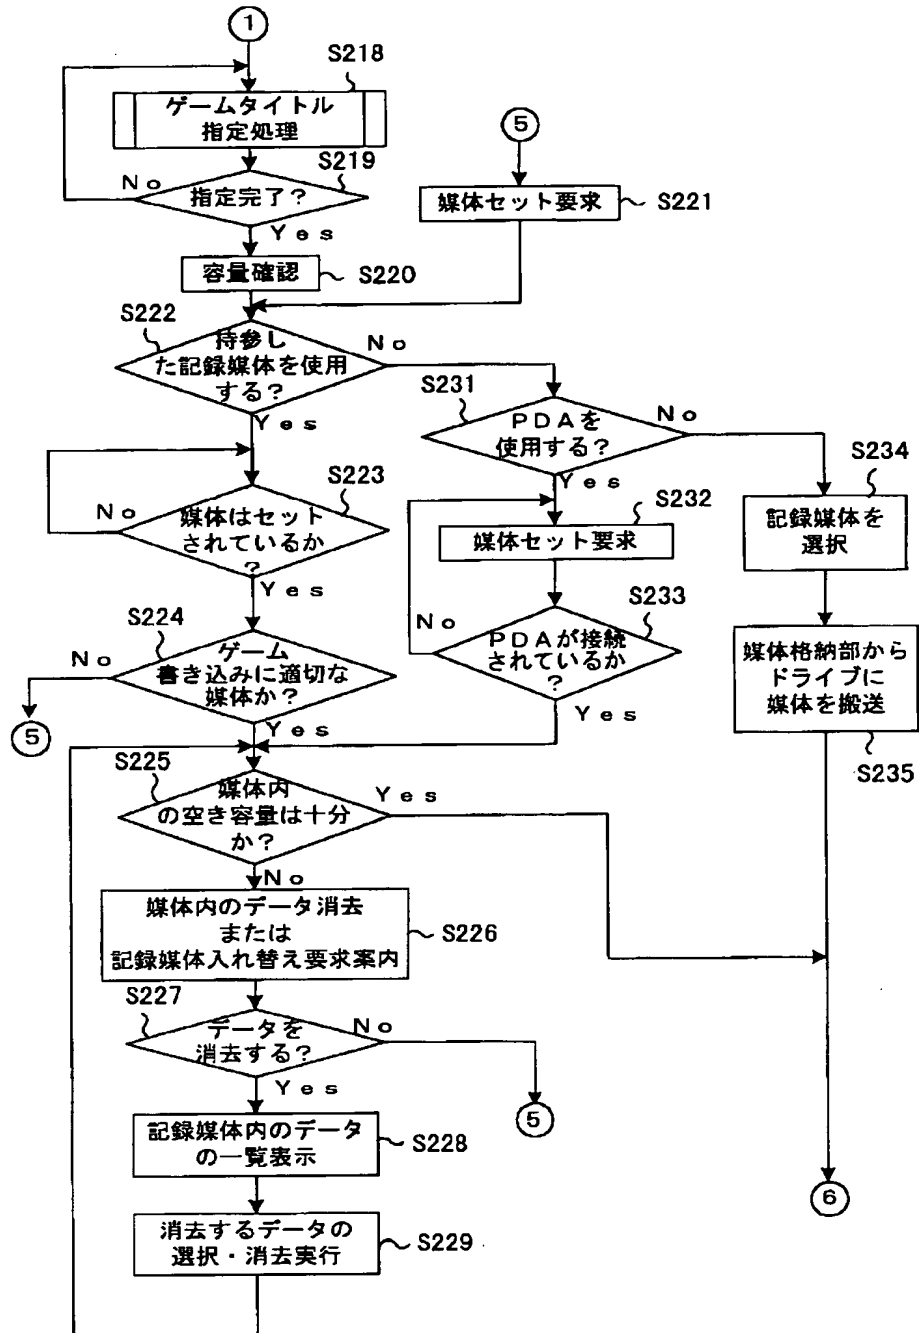 1
S218
ゲームタイトル
指定処理
S219
No
指定完了?
Yes
容量確認
S220
5
媒体セット要求
S221
S222
持参し
た記録媒体を使用
する?
No
Yes
S223
No
媒体はセット
されているか
?
Yes
S224
No
ゲーム
書き込みに適切な
媒体か?
5
Yes
S231
PDAを
使用する?
No
Yes
S232
媒体セット要求
S233
No
PDAが接続
されているか
?
Yes
S234
記録媒体を
選択
媒体格納部から
ドライブに
媒体を搬送
S235
S225
媒体内
の空き容量は十分
か?
Yes
No
媒体内のデータ消去
または
記録媒体入れ替え要求案内
S226
S227
データを
消去する?
No
Yes
5
記録媒体内のデータ
の一覧表示
S228
6
消去するデータの
選択・消去実行
S229